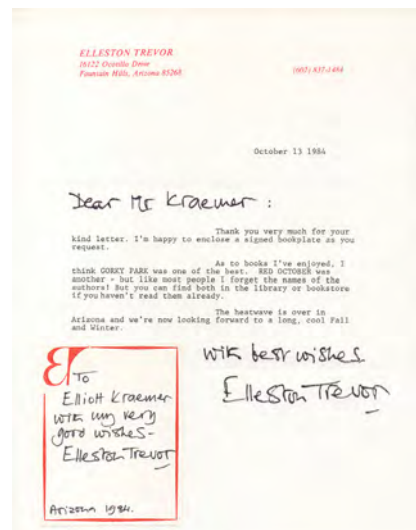 ELLESTON TREVOR
16122 Ocotillo Drive
Fountain Hills, Arizona 85268
(602) 837-1484
October 13 1984
Dear Mr Kraemer :
Thank you very much for your
kind letter. I'm happy to enclose a signed bookplate as you
request.
As to books I've enjoyed, I
think GORKY PARK was one of the best. RED OCTOBER was
another - but like most people I forget the names of the
authors! But you can find both in the library or bookstore
if you haven't read them already.
The heatwave is over in
Arizona and we're now looking forward to a long, cool Fall
and Winter.
with best wishes
Elleston Trevor
ET
To
Elliott Kraemer
with my very
good wishes-
Elleston Trevor
Arizona 1984.